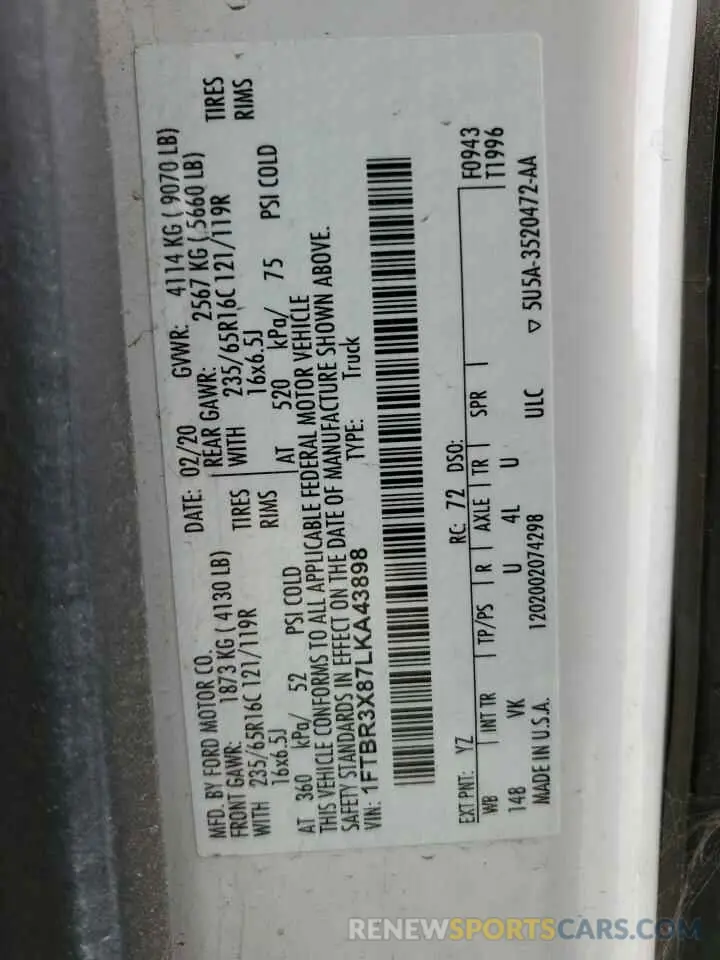 MFD. BY FORD MOTOR CO.
DATE: 02/20
GVWR: 4114 KG ( 9070 LB)
FRONT GAWR: 1873 KG ( 4130 LB)
REAR GAWR: 2567 KG ( 5660 LB)
WITH 235/65R16C 121/119R TIRES
WITH 235/65R16C 121/119R TIRES
16x6.5J RIMS
16x6.5J RIMS
AT 360 kPa/ 52 PSI COLD
AT 520 kPa/ 75 PSI COLD
THIS VEHICLE CONFORMS TO ALL APPLICABLE FEDERAL MOTOR VEHICLE
SAFETY STANDARDS IN EFFECT ON THE DATE OF MANUFACTURE SHOWN ABOVE.
VIN: 1FTBR3X87LKA43898
TYPE: Truck
EXT PNT: YZ RC: 72 DSO:
F0943
WB INT TR TP/PS R AXLE TR SPR
T1996
148 VK U 4L U
MADE IN U.S.A. 1202002074298 ULC ▽ 5U5A-3520472-AA
RENEWSPORTSCARS.COM